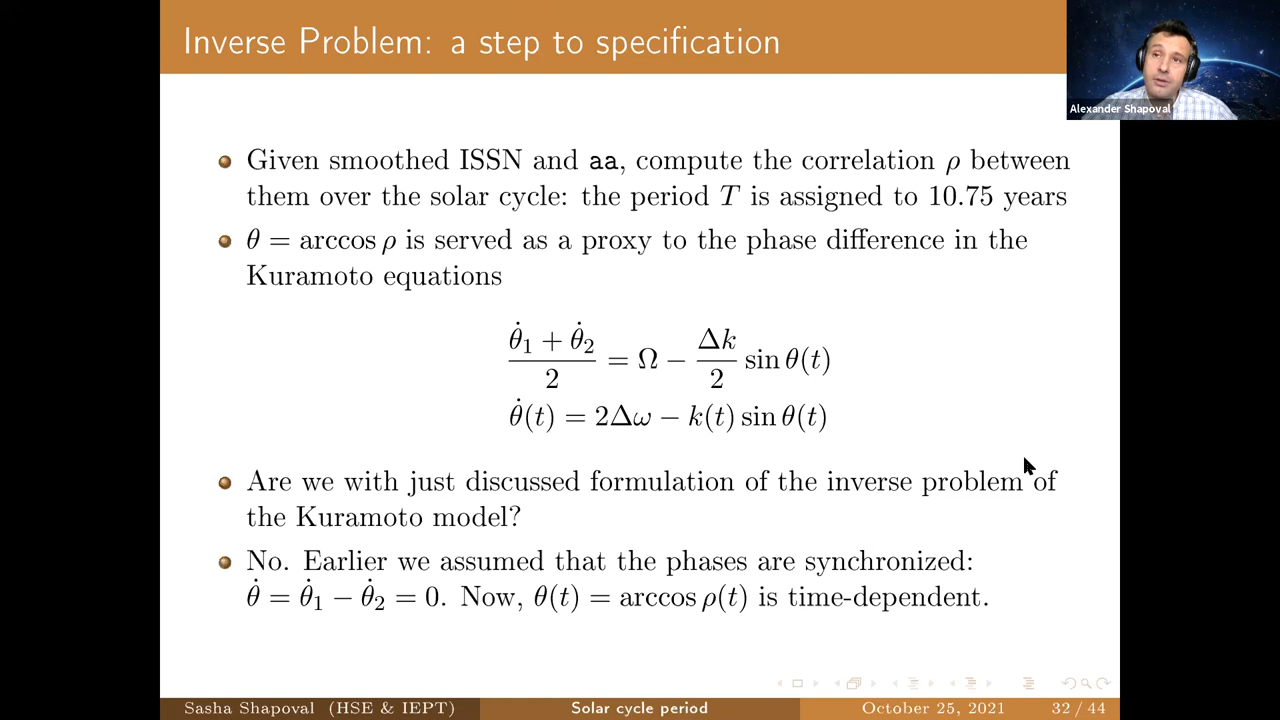 Inverse Problem: a step to specification
Alexander Shapoval
Given smoothed ISSN and aa, compute the correlation ρ between
them over the solar cycle: the period T is assigned to 10.75 years
θ = arccos ρ is served as a proxy to the phase difference in the
Kuramoto equations
(θ̇₁ + θ̇₂)/2 = Ω − (Δk/2) sin θ(t)
θ̇(t) = 2Δω − k(t) sin θ(t)
Are we with just discussed formulation of the inverse problem of
the Kuramoto model?
No. Earlier we assumed that the phases are synchronized:
θ̇ = θ̇₁ − θ̇₂ = 0. Now, θ(t) = arccos ρ(t) is time-dependent.
Sasha Shapoval (HSE & IEPT) Solar cycle period October 25, 2021 32 / 44